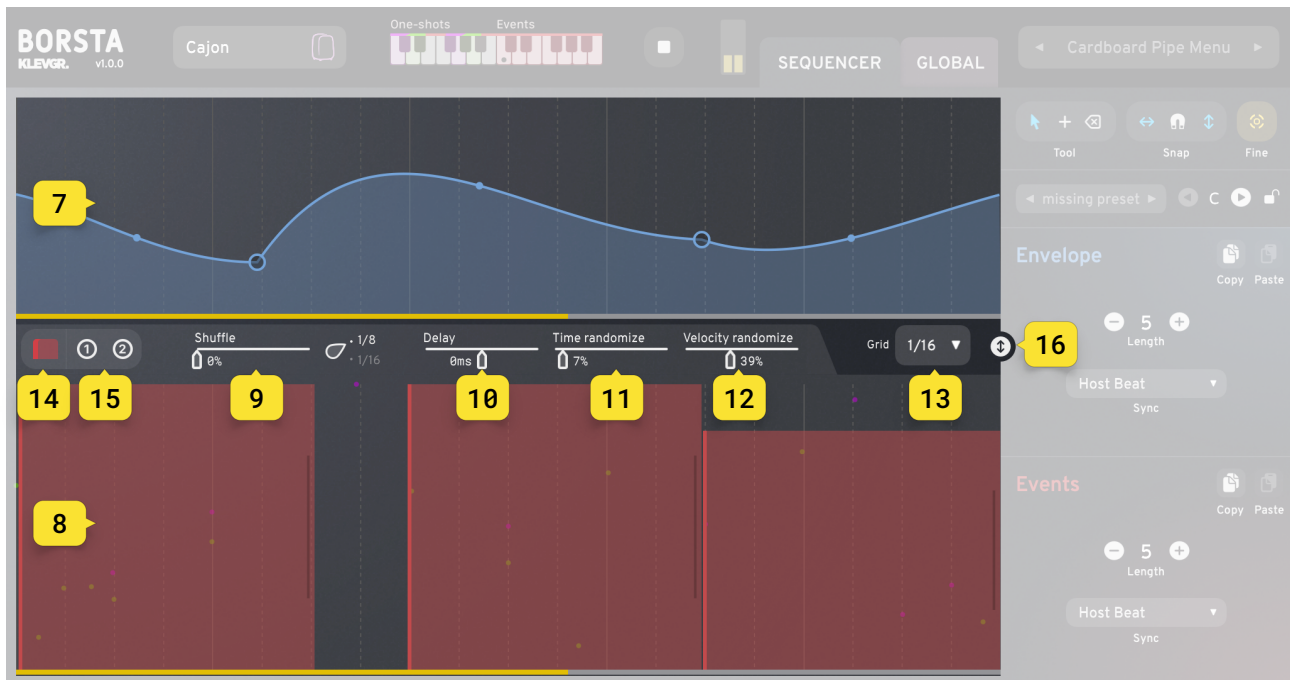 One-shots Events
BORSTA
KLEVGR. v1.0.0
Cajon
SEQUENCER
GLOBAL
Cardboard Pipe Menu
Tool
Snap
Fine
missing preset
C
7
Envelope
Copy Paste
5
Length
Host Beat
Sync
1 2
Shuffle
0%
1/8
1/16
Delay
0ms
Time randomize
7%
Velocity randomize
39%
Grid 1/16
16
14
15
9
10
11
12
13
8
Events
Copy Paste
5
Length
Host Beat
Sync